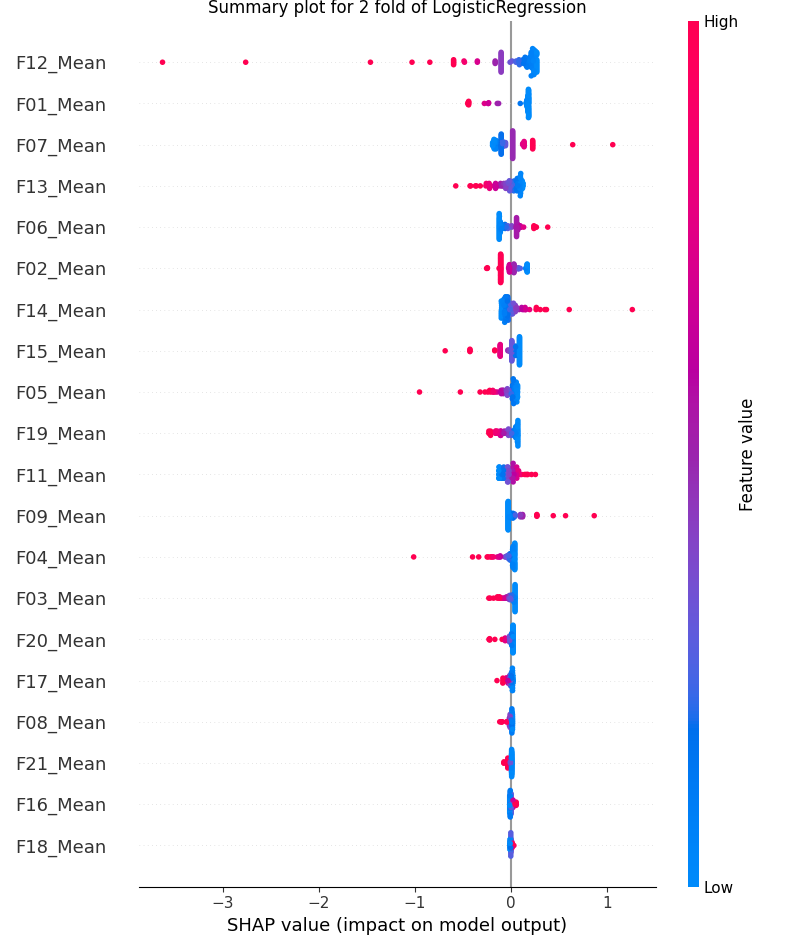 Summary plot for 2 fold of LogisticRegression
High
F12_Mean
F01_Mean
F07_Mean
F13_Mean
F06_Mean
F02_Mean
F14_Mean
F15_Mean
F05_Mean
F19_Mean
F11_Mean
F09_Mean
F04_Mean
F03_Mean
F20_Mean
F17_Mean
F08_Mean
F21_Mean
F16_Mean
F18_Mean
Feature value
Low
−3 −2 −1 0 1
SHAP value (impact on model output)